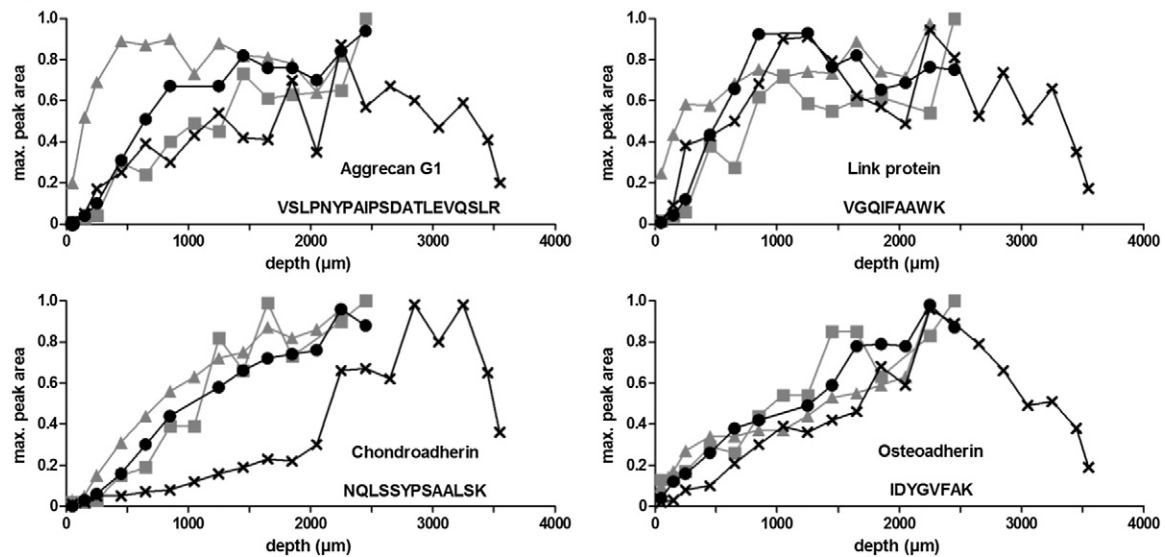 max. peak area
1.0
0.8
0.6
0.4
0.2
0
Aggrecan G1
VSLPNYPAIPSDATLEVQSLR
0 1000 2000 3000 4000
depth (µm)
max. peak area
1.0
0.8
0.6
0.4
0.2
0
Link protein
VGQIFAAWK
0 1000 2000 3000 4000
depth (µm)
max. peak area
1.0
0.8
0.6
0.4
0.2
0
Chondroadherin
NQLSSYPSAALSK
0 1000 2000 3000 4000
depth (µm)
max. peak area
1.0
0.8
0.6
0.4
0.2
0
Osteoadherin
IDYGVFAK
0 1000 2000 3000 4000
depth (µm)